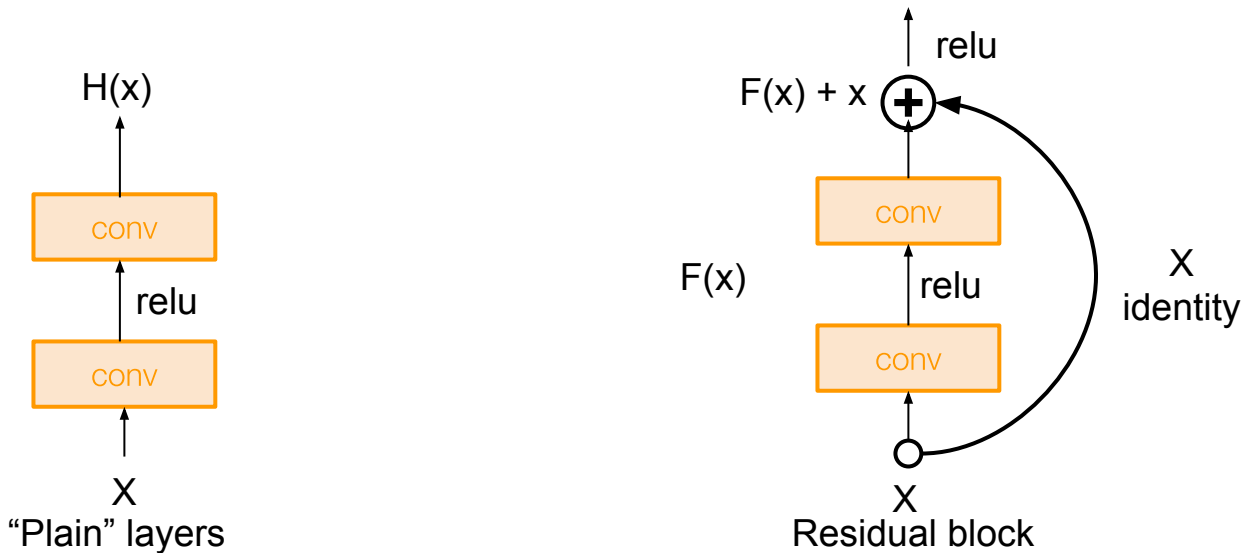 H(x)
conv
relu
conv
X
“Plain” layers
relu
F(x) + x
conv
F(x)
relu
X
identity
conv
X
Residual block